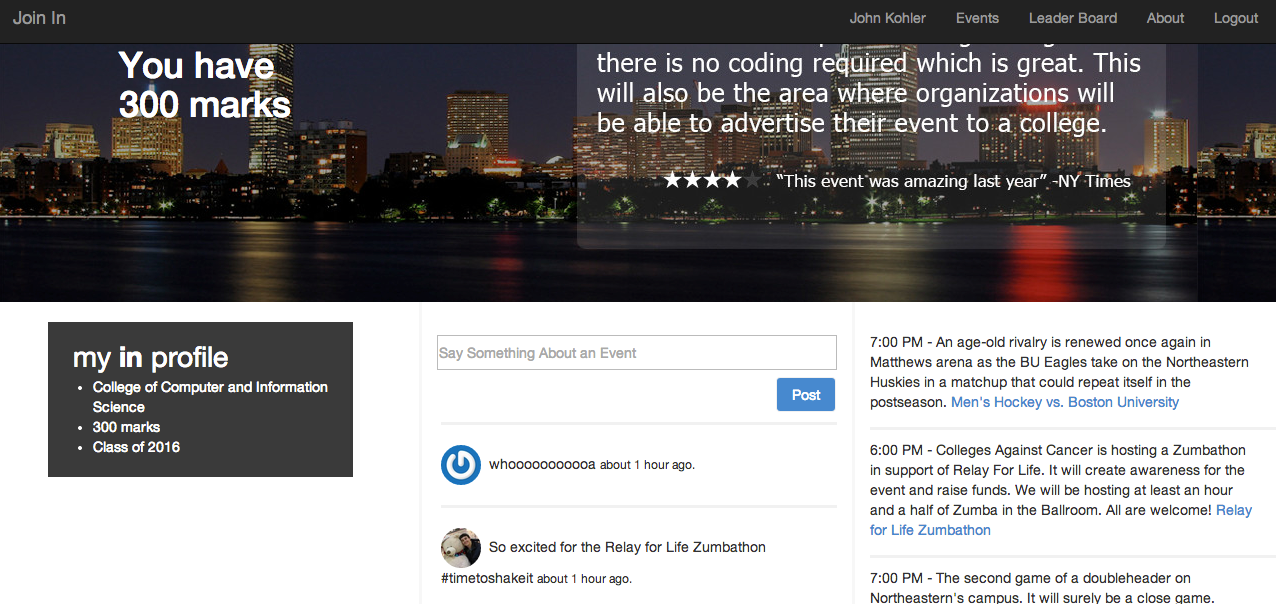 Join In
John Kohler Events Leader Board About Logout
You have
300 marks
there is no coding required which is great. This
will also be the area where organizations will
be able to advertise their event to a college.
★★★★★ “This event was amazing last year” -NY Times
my in profile
• College of Computer and Information
Science
• 300 marks
• Class of 2016
Say Something About an Event
Post
whooooooooooa about 1 hour ago.
So excited for the Relay for Life Zumbathon
#timetoshakeit about 1 hour ago.
7:00 PM - An age-old rivalry is renewed once again in
Matthews arena as the BU Eagles take on the Northeastern
Huskies in a matchup that could repeat itself in the
postseason. Men's Hockey vs. Boston University
6:00 PM - Colleges Against Cancer is hosting a Zumbathon
in support of Relay For Life. It will create awareness for the
event and raise funds. We will be hosting at least an hour
and a half of Zumba in the Ballroom. All are welcome! Relay
for Life Zumbathon
7:00 PM - The second game of a doubleheader on
Northeastern's campus. It will surely be a close game.